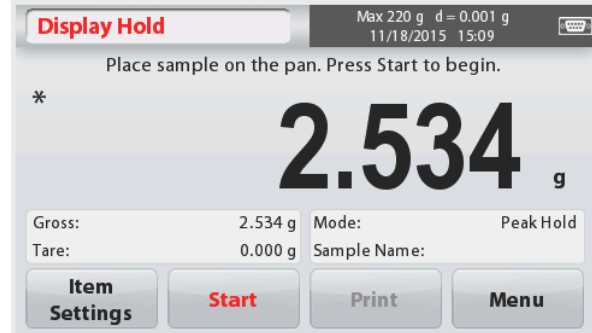 Display Hold
Max 220 g d = 0.001 g
11/18/2015 15:09
Place sample on the pan. Press Start to begin.
*
2.534 g
Gross: 2.534 g Mode: Peak Hold
Tare: 0.000 g Sample Name:
Item
Settings
Start
Print
Menu